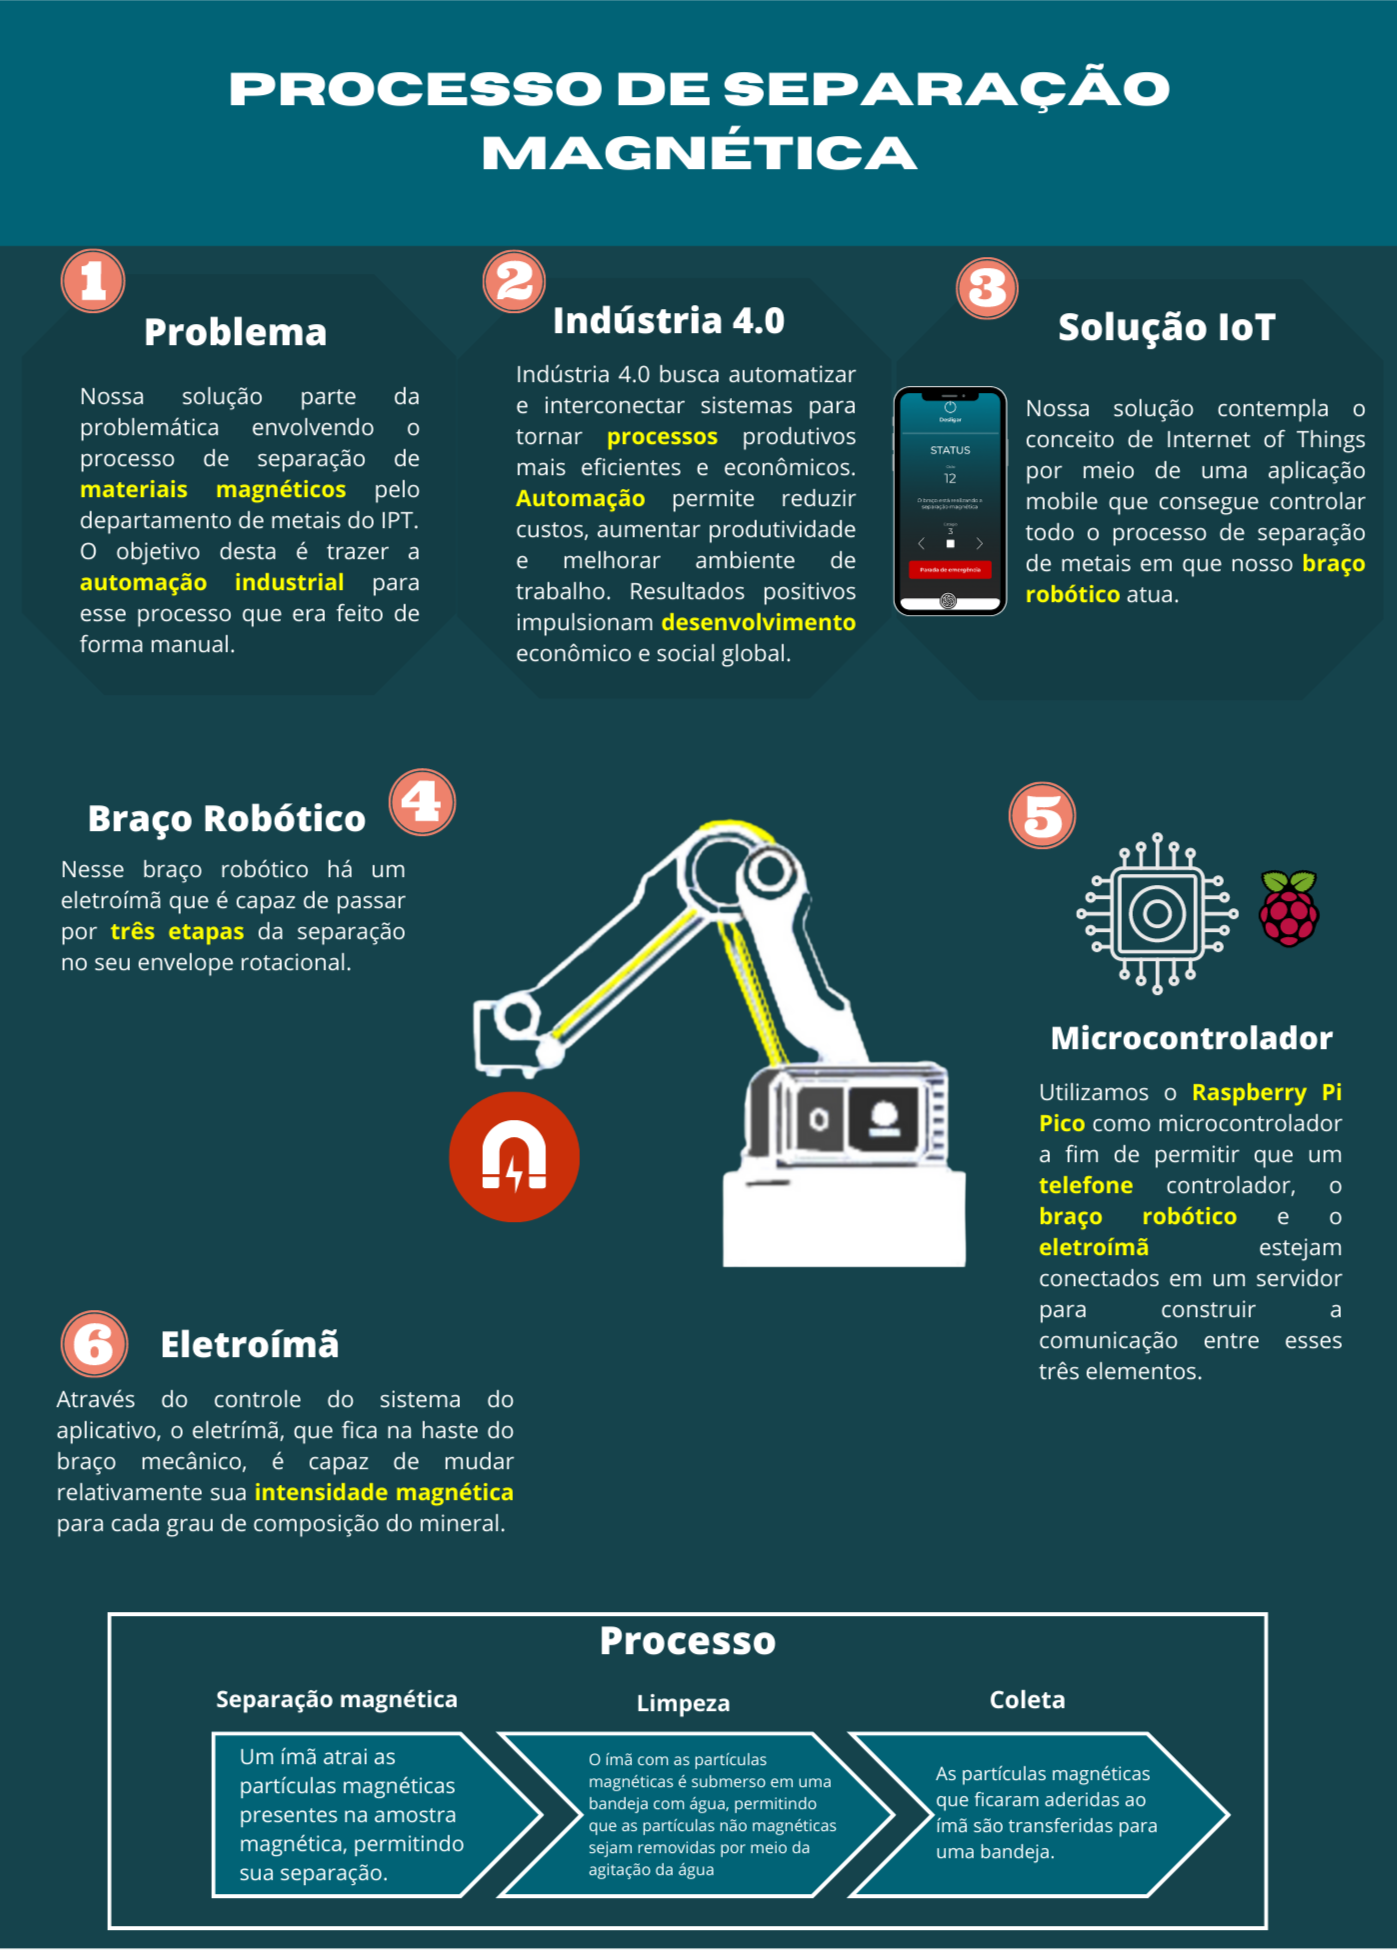 PROCESSO DE SEPARAÇÃO
MAGNÉTICA
1
Problema
Nossa solução parte da
problemática envolvendo o
processo de separação de
materiais magnéticos pelo
departamento de metais do IPT.
O objetivo desta é trazer a
automação industrial para
esse processo que era feito de
forma manual.
2
Indústria 4.0
Indústria 4.0 busca automatizar
e interconectar sistemas para
tornar processos produtivos
mais eficientes e econômicos.
Automação permite reduzir
custos, aumentar produtividade
e melhorar ambiente de
trabalho. Resultados positivos
impulsionam desenvolvimento
econômico e social global.
3
Solução IoT
Desligar
STATUS
12
O braço está realizando a
separação magnética
3
Parada de emergência
Nossa solução contempla o
conceito de Internet of Things
por meio de uma aplicação
mobile que consegue controlar
todo o processo de separação
de metais em que nosso braço
robótico atua.
4
Braço Robótico
Nesse braço robótico há um
eletroímã que é capaz de passar
por três etapas da separação
no seu envelope rotacional.
5
Microcontrolador
Utilizamos o Raspberry Pi
Pico como microcontrolador
a fim de permitir que um
telefone controlador, o
braço robótico e o
eletroímã estejam
conectados em um servidor
para construir a
comunicação entre esses
três elementos.
6
Eletroímã
Através do controle do sistema do
aplicativo, o eletrímã, que fica na haste do
braço mecânico, é capaz de mudar
relativamente sua intensidade magnética
para cada grau de composição do mineral.
Processo
Separação magnética
Um ímã atrai as
partículas magnéticas
presentes na amostra
magnética, permitindo
sua separação.
Limpeza
O ímã com as partículas
magnéticas é submerso em uma
bandeja com água, permitindo
que as partículas não magnéticas
sejam removidas por meio da
agitação da água
Coleta
As partículas magnéticas
que ficaram aderidas ao
ímã são transferidas para
uma bandeja.